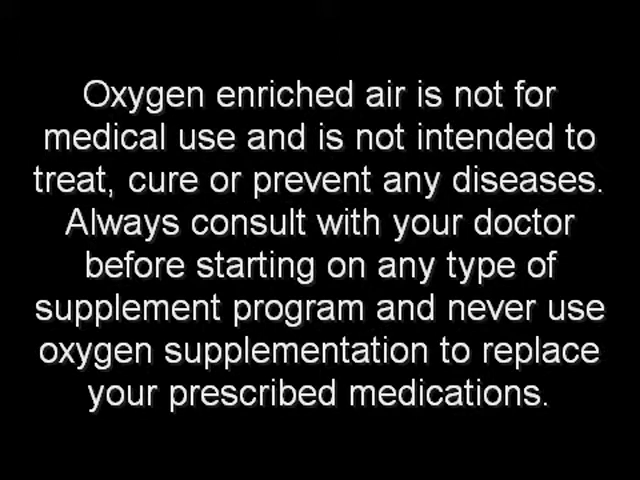 Oxygen enriched air is not for
medical use and is not intended to
treat, cure or prevent any diseases.
Always consult with your doctor
before starting on any type of
supplement program and never use
oxygen supplementation to replace
your prescribed medications.